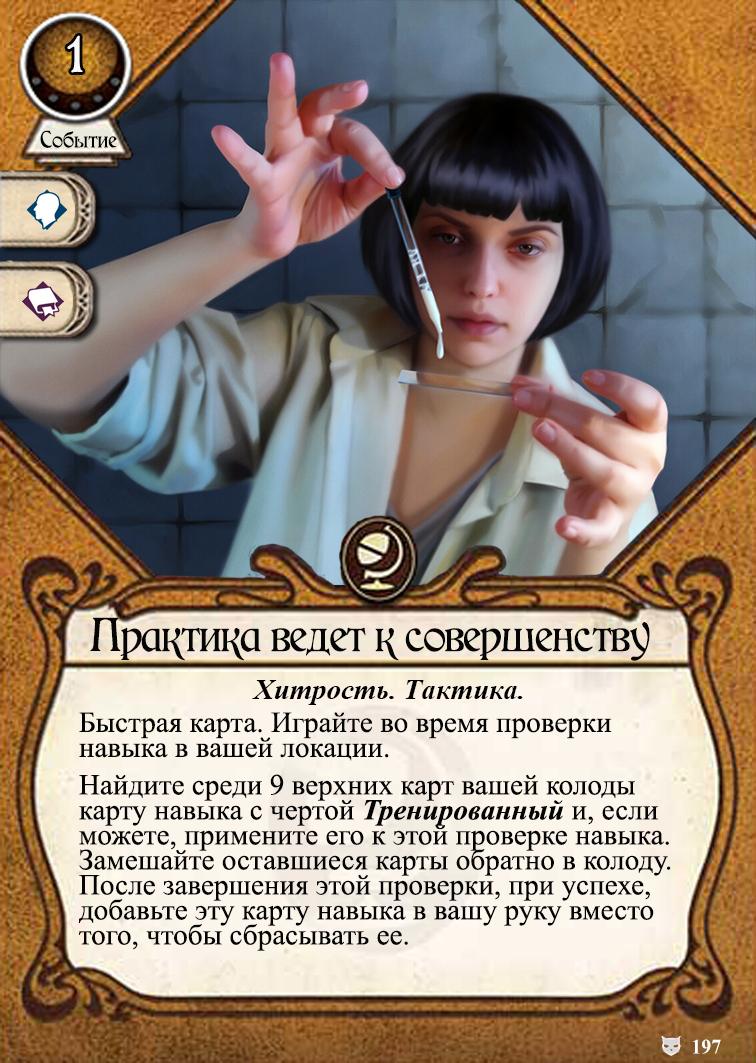 1
Событие
Практика ведет к совершенству
Хитрость. Тактика.
Быстрая карта. Играйте во время проверки
навыка в вашей локации.
Найдите среди 9 верхних карт вашей колоды
карту навыка с чертой Тренированный и, если
можете, примените его к этой проверке навыка.
Замешайте оставшиеся карты обратно в колоду.
После завершения этой проверки, при успехе,
добавьте эту карту навыка в вашу руку вместо
того, чтобы сбрасывать ее.
197